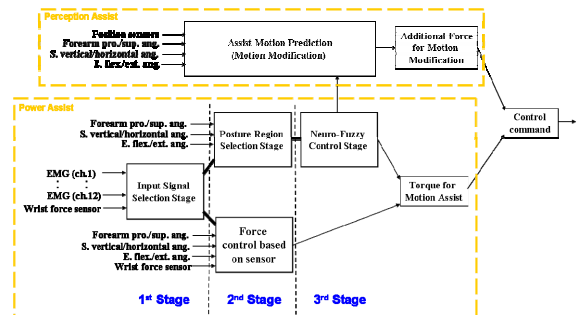 Perception Assist
Position sensors
Forearm pro./sup. ang.
S. vertical/horizontal ang.
E. flex./ext. ang.
Assist Motion Prediction
(Motion Modification)
Additional Force
for Motion
Modification
Power Assist
Forearm pro./sup. ang.
S. vertical/horizontal ang.
E. flex./ext. ang.
Posture Region
Selection Stage
Neuro-Fuzzy
Control Stage
Control
command
EMG (ch.1)
: :
EMG (ch.12)
Wrist force sensor
Input Signal
Selection Stage
Torque for
Motion Assist
Forearm pro./sup. ang.
S. vertical/horizontal ang.
E. flex./ext. ang.
Wrist force sensor
Force
control based
on sensor
1st Stage
2nd Stage
3rd Stage